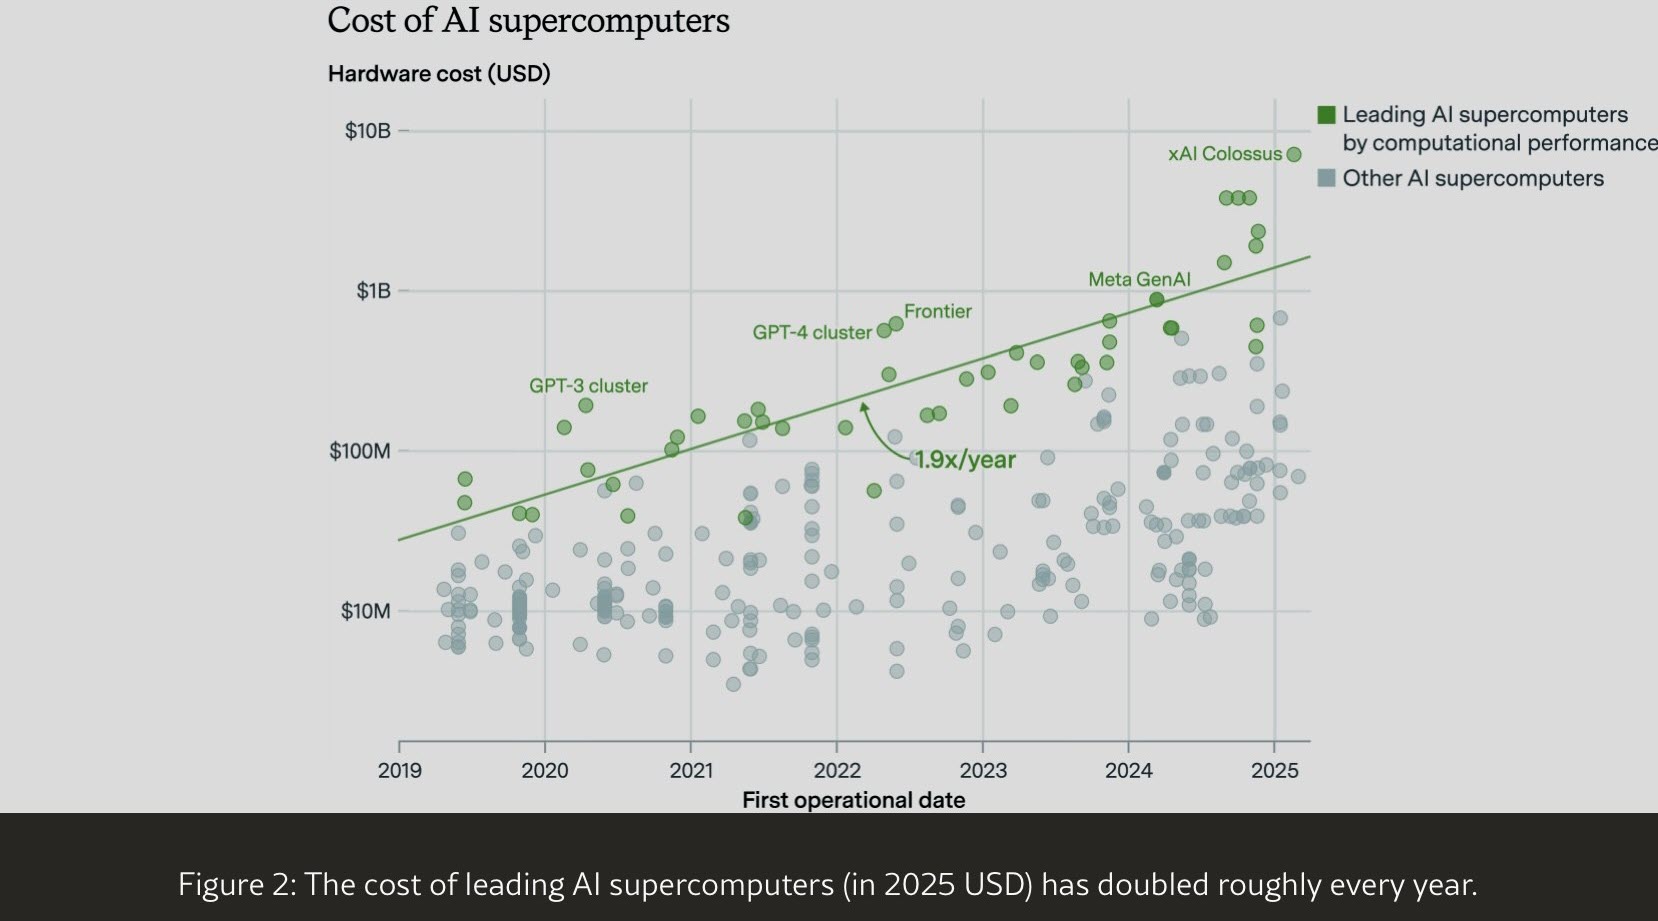 Cost of AI supercomputers
Hardware cost (USD)
Leading AI supercomputers
by computational performance
Other AI supercomputers
$10B
$1B
$100M
$10M
xAI Colossus
Meta GenAI
Frontier
GPT-4 cluster
GPT-3 cluster
1.9x/year
2019 2020 2021 2022 2023 2024 2025
First operational date
Figure 2: The cost of leading AI supercomputers (in 2025 USD) has doubled roughly every year.